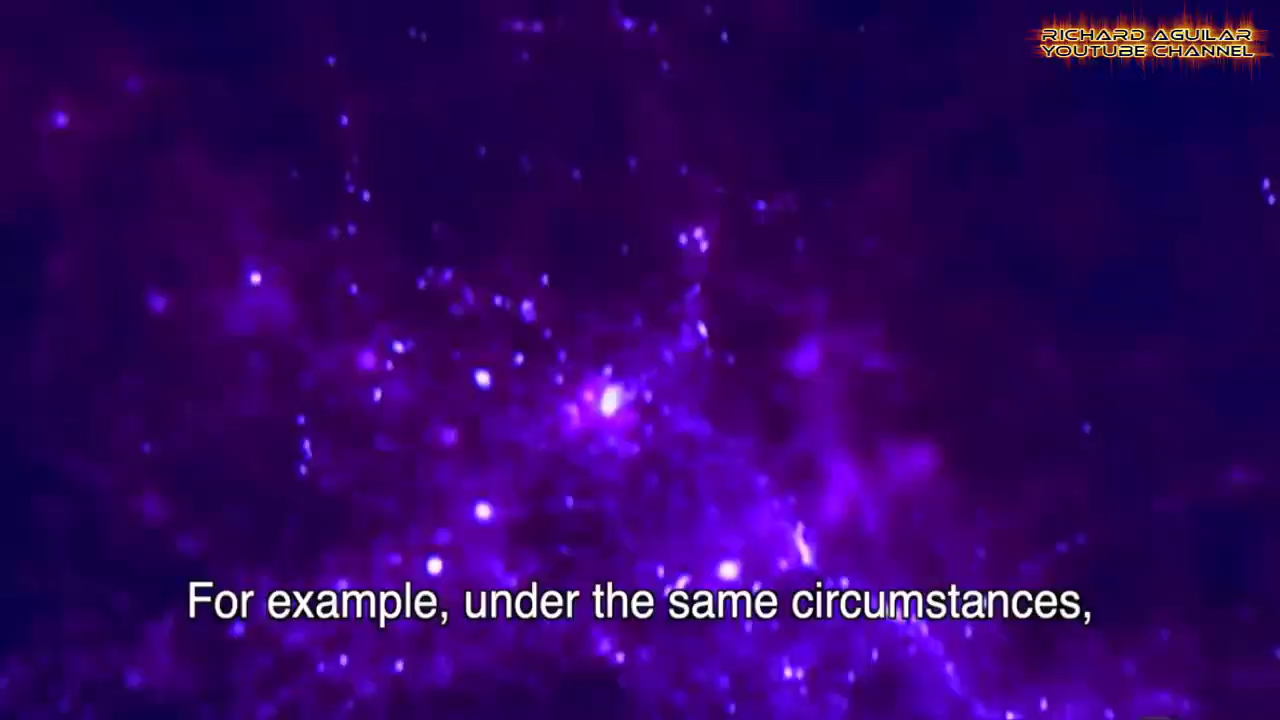 RICHARD AGUILAR
YOUTUBE CHANNEL
For example, under the same circumstances,